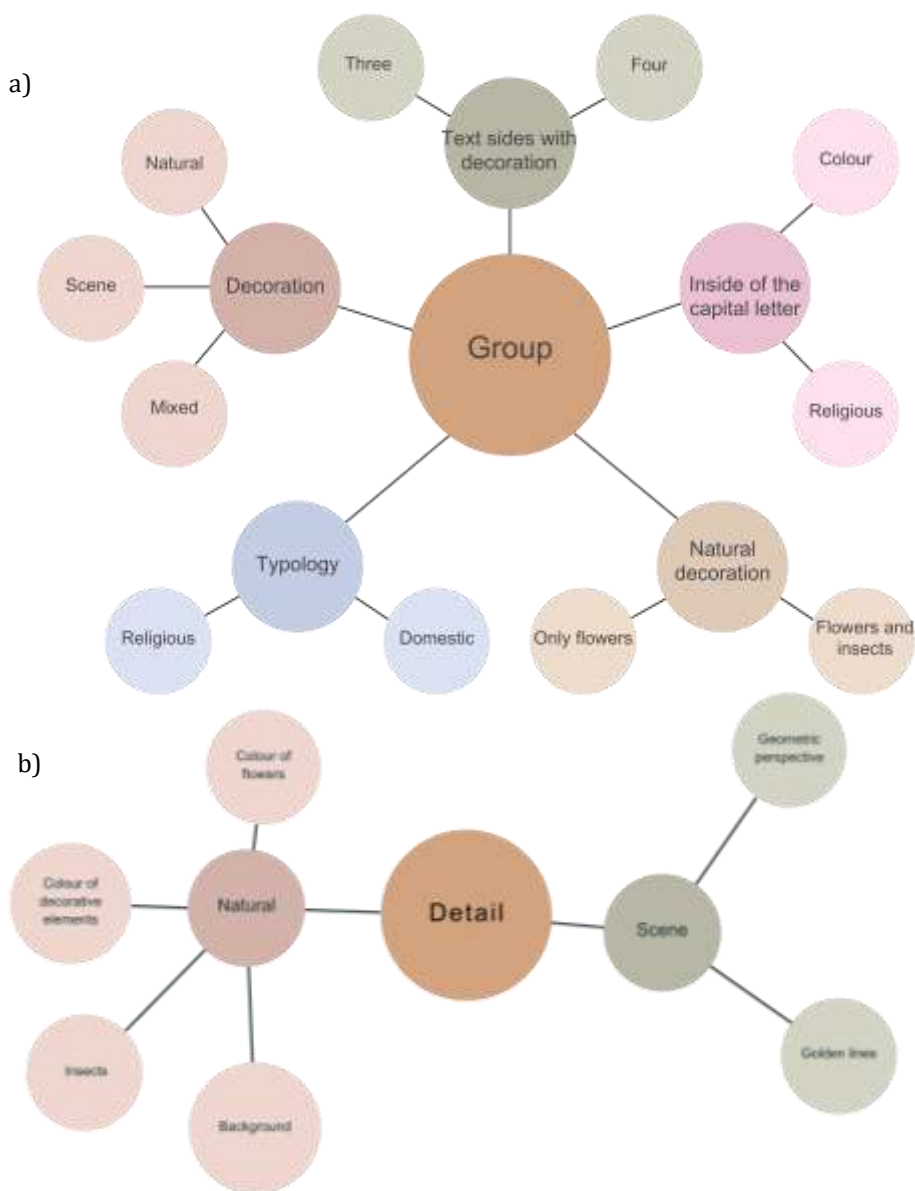 a)
Three
Four
Text sides with
decoration
Natural
Colour
Scene
Decoration
Inside of the
capital letter
Group
Mixed
Religious
Typology
Natural
decoration
Religious
Domestic
Only flowers
Flowers and
insects
b)
Colour of
flowers
Geometric
perspective
Colour of
decorative
elements
Natural
Detail
Scene
Insects
Golden lines
Background